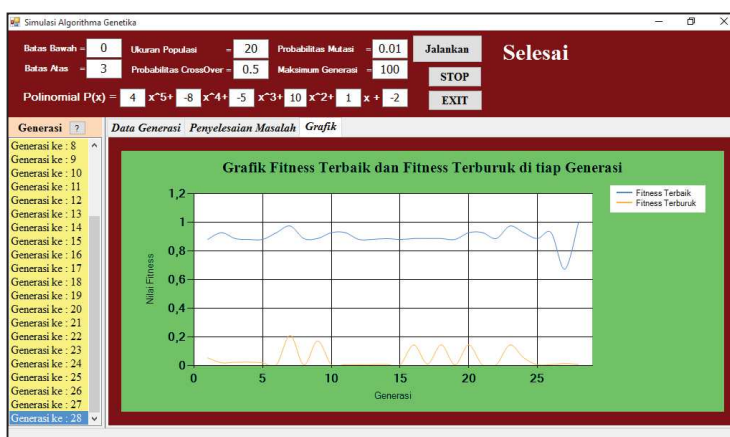 Simulasi Algoritma Genetika
Batas Bawah = 0 Ukuran Populasi = 20 Probabilitas Mutasi = 0.01 Jalankan Selesai
Batas Atas = 3 Probabilitas CrossOver = 0.5 Maksimum Generasi = 100 STOP
Polinomial P(x) = 4 x^5+ -8 x^4+ -5 x^3+ 10 x^2+ 1 x + -2 EXIT
Generasi ? Data Generasi Penyelesaian Masalah Grafik
Generasi ke : 8
Generasi ke : 9
Generasi ke : 10
Generasi ke : 11
Generasi ke : 12
Generasi ke : 13
Generasi ke : 14
Generasi ke : 15
Generasi ke : 16
Generasi ke : 17
Generasi ke : 18
Generasi ke : 19
Generasi ke : 20
Generasi ke : 21
Generasi ke : 22
Generasi ke : 23
Generasi ke : 24
Generasi ke : 25
Generasi ke : 26
Generasi ke : 27
Generasi ke : 28
Grafik Fitness Terbaik dan Fitness Terburuk di tiap Generasi
Fitness Terbaik
Fitness Terburuk
Nilai Fitness
1,2
1
0,8
0,6
0,4
0,2
0
0 5 10 15 20 25
Generasi